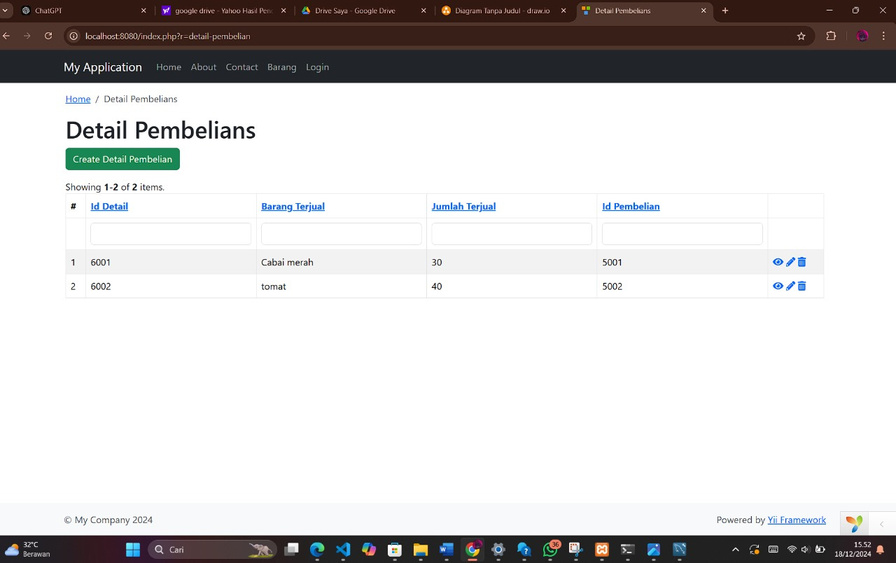 ChatGPT
google drive - Yahoo Hasil Pen
Drive Saya - Google Drive
Diagram Tanpa Judul - draw.io
Detail Pembelians
localhost:8080/index.php?r=detail-pembelian
My Application Home About Contact Barang Login
Home / Detail Pembelians
Detail Pembelians
Create Detail Pembelian
Showing 1-2 of 2 items.
# Id Detail Barang Terjual Jumlah Terjual Id Pembelian
1 6001 Cabai merah 30 5001
2 6002 tomat 40 5002
© My Company 2024
Powered by Yii Framework
32°C
Berawan
Cari
36
15.52
18/12/2024